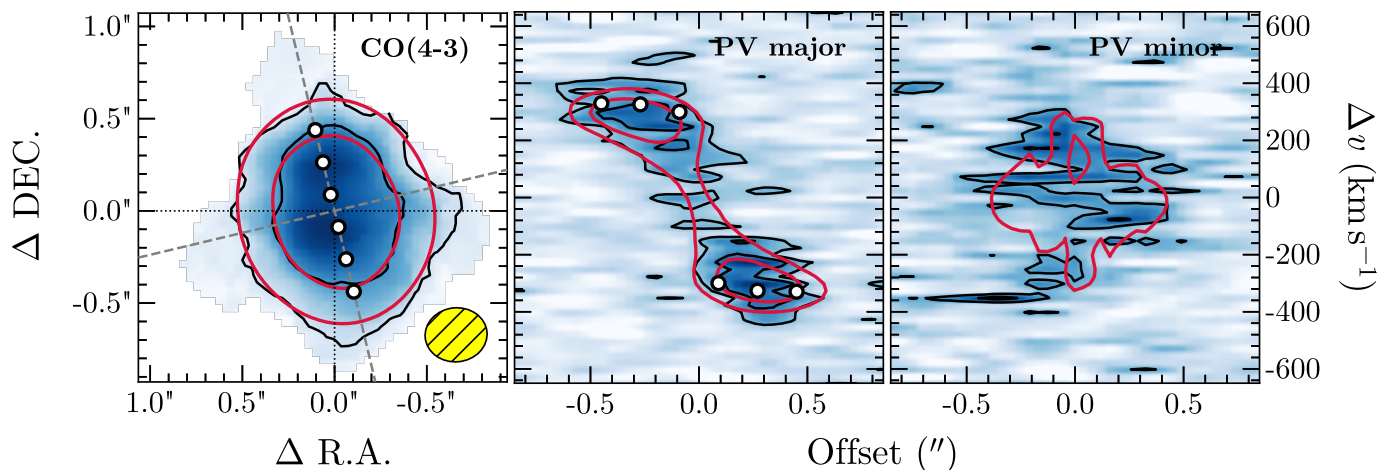 CO(4-3)
PV major
PV minor
1.0"
0.5"
0.0"
-0.5"
Δ DEC.
1.0" 0.5" 0.0" -0.5"
Δ R.A.
-0.5 0.0 0.5
-0.5 0.0 0.5
Offset (″)
600
400
200
0
-200
-400
-600
Δv (km s⁻¹)